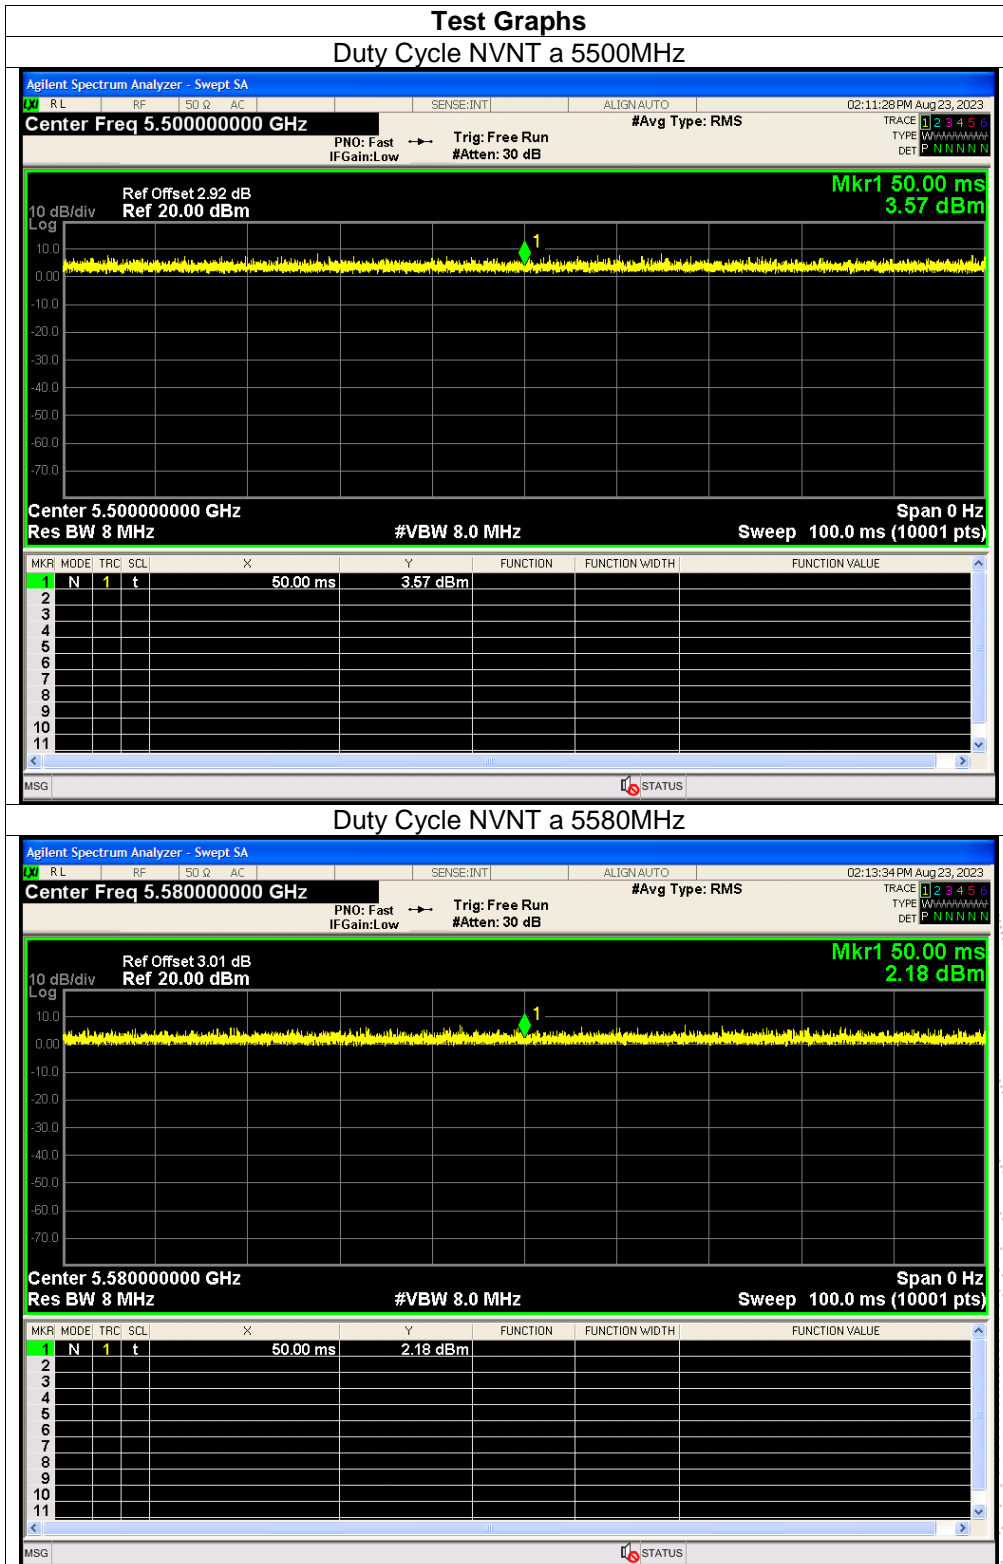 Test Graphs
Duty Cycle NVNT a 5500MHz
Agilent Spectrum Analyzer - Swept SA
LXI RL RF 50 Ω AC SENSE:INT ALIGN AUTO 02:11:28 PM Aug 23, 2023
Center Freq 5.500000000 GHz #Avg Type: RMS TRACE 1 2 3 4 5 6
PNO: Fast Trig: Free Run TYPE WWWWWW
IFGain:Low #Atten: 30 dB DET P N N N N N
Mkr1 50.00 ms
Ref Offset 2.92 dB
10 dB/div Ref 20.00 dBm 3.57 dBm
Log
1
10.0
0.00
-10.0
-20.0
-30.0
-40.0
-50.0
-60.0
-70.0
Center 5.500000000 GHz Span 0 Hz
Res BW 8 MHz #VBW 8.0 MHz Sweep 100.0 ms (10001 pts)
MKR MODE TRC SCL X Y FUNCTION FUNCTION WIDTH FUNCTION VALUE
1 N 1 t 50.00 ms 3.57 dBm
2
3
4
5
6
7
8
9
10
11
MSG STATUS
Duty Cycle NVNT a 5580MHz
Agilent Spectrum Analyzer - Swept SA
LXI RL RF 50 Ω AC SENSE:INT ALIGN AUTO 02:13:34 PM Aug 23, 2023
Center Freq 5.580000000 GHz #Avg Type: RMS TRACE 1 2 3 4 5 6
PNO: Fast Trig: Free Run TYPE WWWWWW
IFGain:Low #Atten: 30 dB DET P N N N N N
Mkr1 50.00 ms
Ref Offset 3.01 dB
10 dB/div Ref 20.00 dBm 2.18 dBm
Log
1
10.0
0.00
-10.0
-20.0
-30.0
-40.0
-50.0
-60.0
-70.0
Center 5.580000000 GHz Span 0 Hz
Res BW 8 MHz #VBW 8.0 MHz Sweep 100.0 ms (10001 pts)
MKR MODE TRC SCL X Y FUNCTION FUNCTION WIDTH FUNCTION VALUE
1 N 1 t 50.00 ms 2.18 dBm
2
3
4
5
6
7
8
9
10
11
MSG STATUS